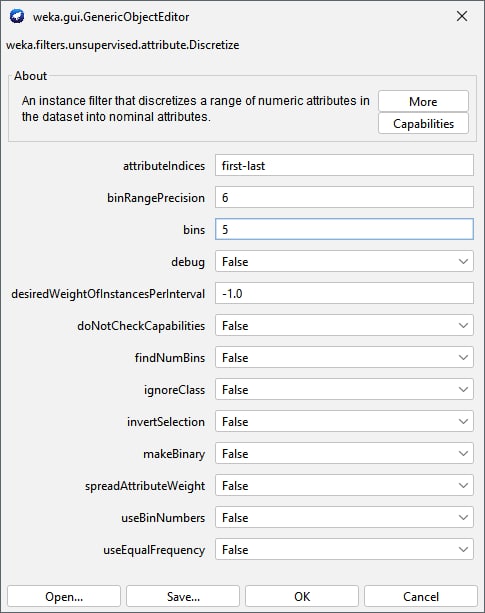 weka.gui.GenericObjectEditor
weka.filters.unsupervised.attribute.Discretize
About
An instance filter that discretizes a range of numeric attributes in
the dataset into nominal attributes.
More
Capabilities
attributeIndices first-last
binRangePrecision 6
bins 5
debug False
desiredWeightOfInstancesPerInterval -1.0
doNotCheckCapabilities False
findNumBins False
ignoreClass False
invertSelection False
makeBinary False
spreadAttributeWeight False
useBinNumbers False
useEqualFrequency False
Open... Save... OK Cancel